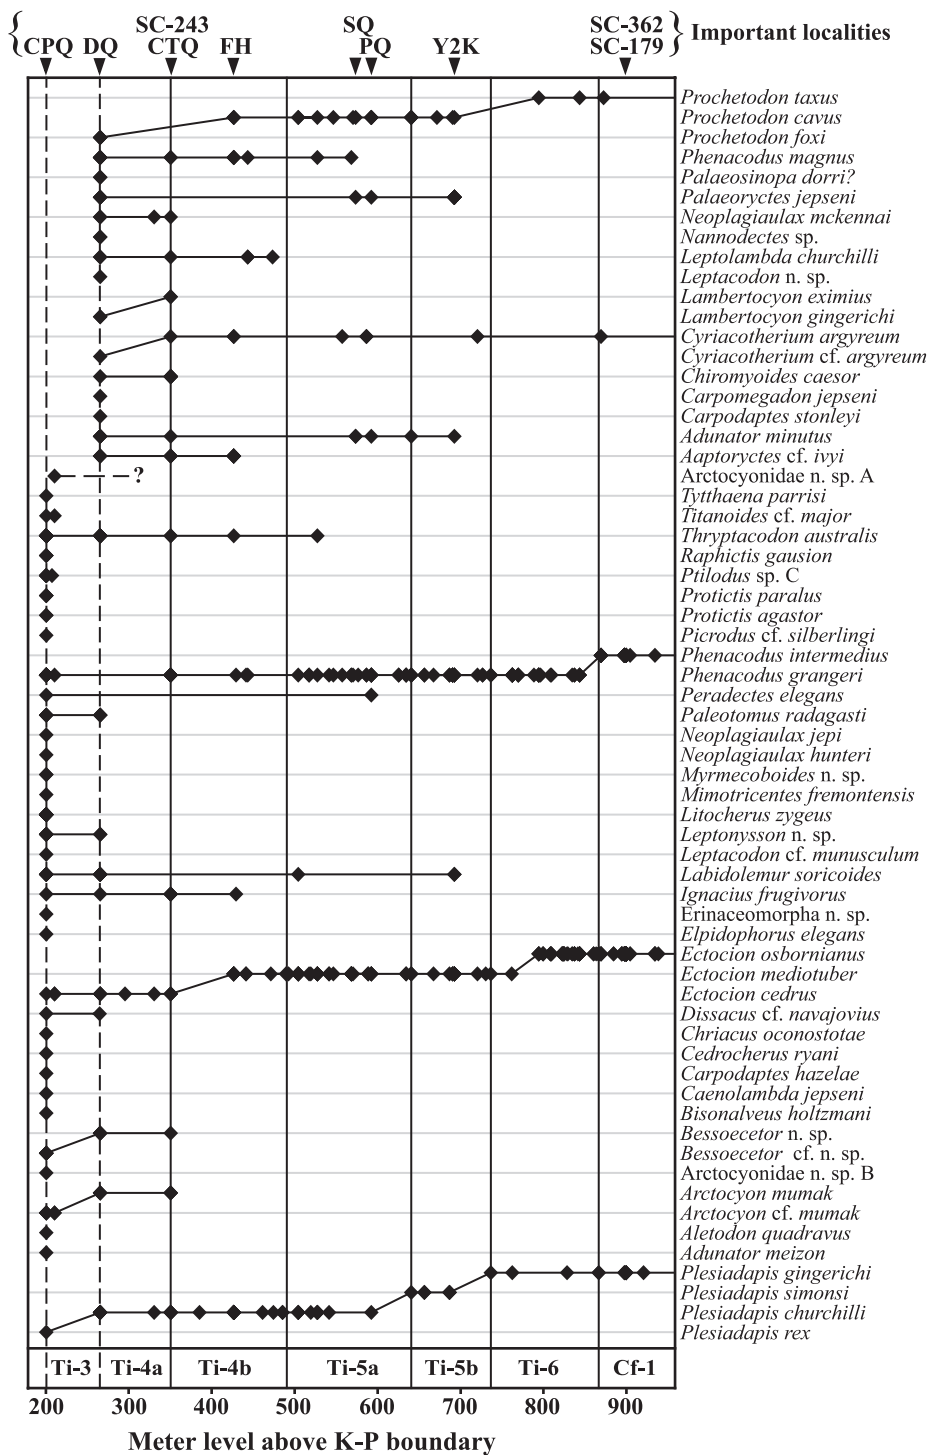 SC-243 SQ SC-362
{ CPQ DQ CTQ FH PQ Y2K SC-179 } Important localities
Prochetodon taxus
Prochetodon cavus
Prochetodon foxi
Phenacodus magnus
Palaeosinopa dorri?
Palaeoryctes jepseni
Neoplagiaulax mckennai
Nannodectes sp.
Leptolambda churchilli
Leptacodon n. sp.
Lambertocyon eximius
Lambertocyon gingerichi
Cyriacotherium argyreum
Cyriacotherium cf. argyreum
Chiromyoides caesor
Carpomegadon jepseni
Carpodaptes stonleyi
Adunator minutus
Aaptoryctes cf. ivyi
? Arctocyonidae n. sp. A
Tytthaena parrisi
Titanoides cf. major
Thryptacodon australis
Raphictis gausion
Ptilodus sp. C
Protictis paralus
Protictis agastor
Picrodus cf. silberlingi
Phenacodus intermedius
Phenacodus grangeri
Peradectes elegans
Paleotomus radagasti
Neoplagiaulax jepi
Neoplagiaulax hunteri
Myrmecoboides n. sp.
Mimotricentes fremontensis
Litocherus zygeus
Leptonysson n. sp.
Leptacodon cf. munusculum
Labidolemur soricoides
Ignacius frugivorus
Erinaceomorpha n. sp.
Elpidophorus elegans
Ectocion osbornianus
Ectocion mediotuber
Ectocion cedrus
Dissacus cf. navajovius
Chriacus oconostotae
Cedrocherus ryani
Carpodaptes hazelae
Caenolambda jepseni
Bisonalveus holtzmani
Bessoecetor n. sp.
Bessoecetor cf. n. sp.
Arctocyonidae n. sp. B
Arctocyon mumak
Arctocyon cf. mumak
Aletodon quadravus
Adunator meizon
Plesiadapis gingerichi
Plesiadapis simonsi
Plesiadapis churchilli
Plesiadapis rex
Ti-3 Ti-4a Ti-4b Ti-5a Ti-5b Ti-6 Cf-1
200 300 400 500 600 700 800 900
Meter level above K-P boundary